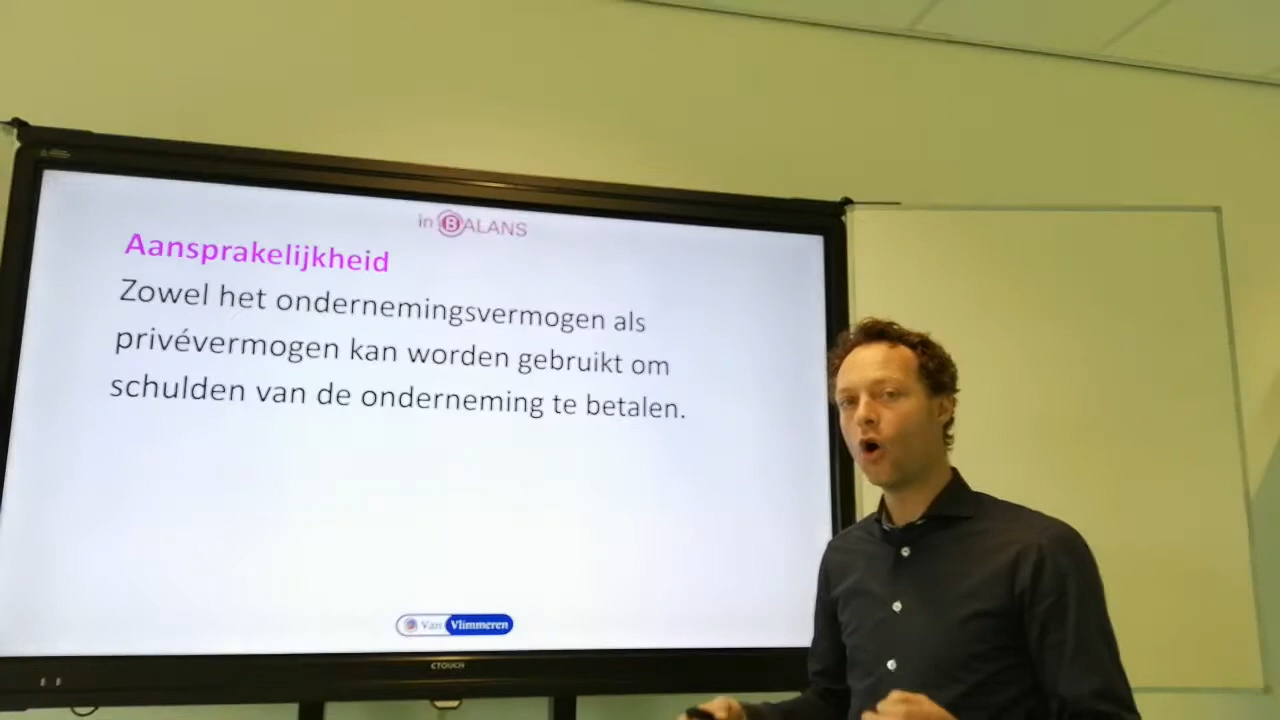 in BALANS
Aansprakelijkheid
Zowel het ondernemingsvermogen als
privévermogen kan worden gebruikt om
schulden van de onderneming te betalen.
Van Vlimmeren
CTOUCH